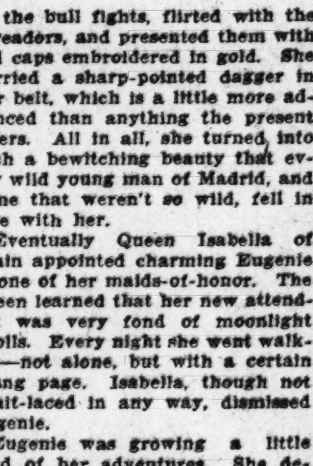 the bull fights, flirted with the
readors, and presented them with
caps embroidered in gold. She
rried a sharp-pointed dagger in
r belt, which is a little more ad-
nced than anything the present
ers. All in all, she turned into
h a bewitching beauty that ev-
wild young man of Madrid, and
ne that weren't so wild, fell in
e with her.
Eventually Queen Isabella of
ain appointed charming Eugenie
one of her maids-of-honor. The
een learned that her new attend-
was very fond of moonlight
olls. Every night she went walk-
—not alone, but with a certain
ng page. Isabella, though not
ait-laced in any way, dismissed
genie.
Eugenie was growing a little
d of her adventures. She de-